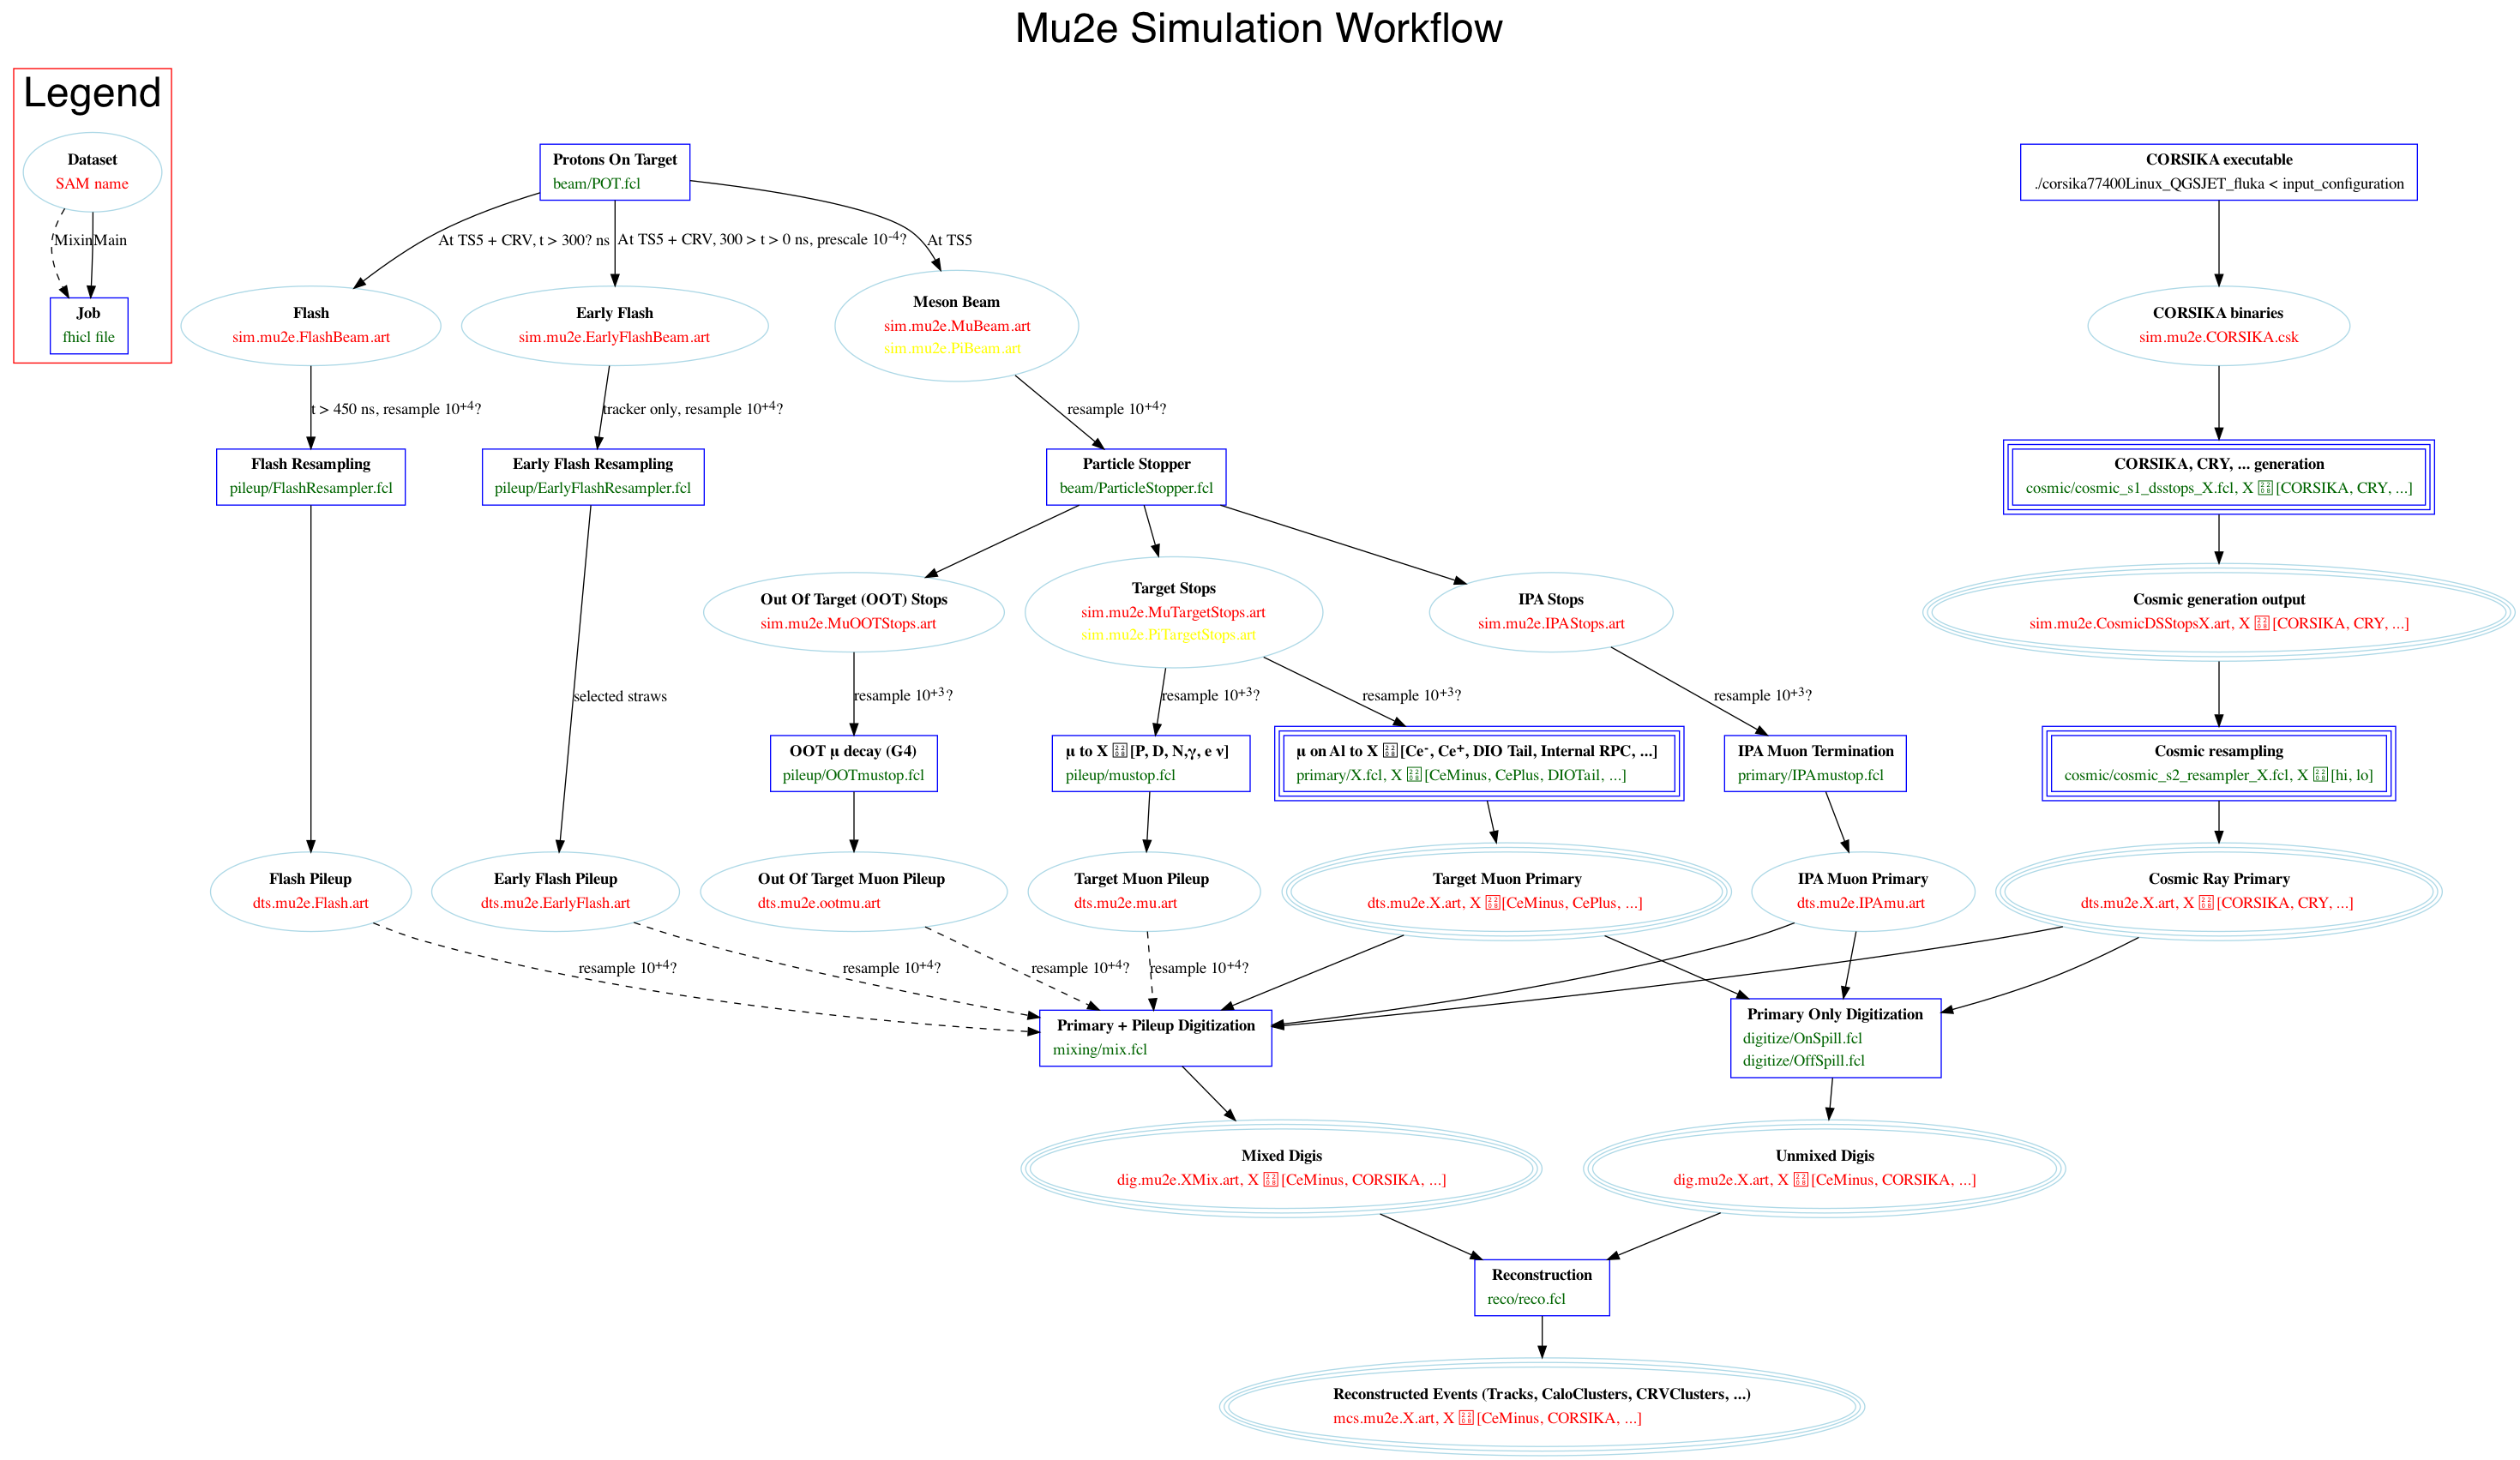 Mu2e Simulation Workflow
Legend
Dataset
SAM name
Mixin
Main
Job
fhicl file
Protons On Target
beam/POT.fcl
CORSIKA executable
./corsika77400Linux_QGSJET_fluka < input_configuration
At TS5 + CRV, t > 300? ns
At TS5 + CRV, 300 > t > 0 ns, prescale 10⁻⁴?
At TS5
Flash
sim.mu2e.FlashBeam.art
Early Flash
sim.mu2e.EarlyFlashBeam.art
Meson Beam
sim.mu2e.MuBeam.art
sim.mu2e.PiBeam.art
CORSIKA binaries
sim.mu2e.CORSIKA.csk
t > 450 ns, resample 10⁺⁴?
tracker only, resample 10⁺⁴?
resample 10⁺⁴?
Flash Resampling
pileup/FlashResampler.fcl
Early Flash Resampling
pileup/EarlyFlashResampler.fcl
Particle Stopper
beam/ParticleStopper.fcl
CORSIKA, CRY, ... generation
cosmic/cosmic_s1_dsstops_X.fcl, X ∈ [CORSIKA, CRY, ...]
Out Of Target (OOT) Stops
sim.mu2e.MuOOTStops.art
Target Stops
sim.mu2e.MuTargetStops.art
sim.mu2e.PiTargetStops.art
IPA Stops
sim.mu2e.IPAStops.art
Cosmic generation output
sim.mu2e.CosmicDSStopsX.art, X ∈ [CORSIKA, CRY, ...]
selected straws
resample 10⁺³?
resample 10⁺³?
resample 10⁺³?
resample 10⁺³?
OOT μ decay (G4)
pileup/OOTmustop.fcl
μ to X ∈ [P, D, N,γ, e ν]
pileup/mustop.fcl
μ on Al to X ∈ [Ce⁻, Ce⁺, DIO Tail, Internal RPC, ...]
primary/X.fcl, X ∈ [CeMinus, CePlus, DIOTail, ...]
IPA Muon Termination
primary/IPAmustop.fcl
Cosmic resampling
cosmic/cosmic_s2_resampler_X.fcl, X ∈ [hi, lo]
Flash Pileup
dts.mu2e.Flash.art
Early Flash Pileup
dts.mu2e.EarlyFlash.art
Out Of Target Muon Pileup
dts.mu2e.ootmu.art
Target Muon Pileup
dts.mu2e.mu.art
Target Muon Primary
dts.mu2e.X.art, X ∈ [CeMinus, CePlus, ...]
IPA Muon Primary
dts.mu2e.IPAmu.art
Cosmic Ray Primary
dts.mu2e.X.art, X ∈ [CORSIKA, CRY, ...]
resample 10⁺⁴?
resample 10⁺⁴?
resample 10⁺⁴?
resample 10⁺⁴?
Primary + Pileup Digitization
mixing/mix.fcl
Primary Only Digitization
digitize/OnSpill.fcl
digitize/OffSpill.fcl
Mixed Digis
dig.mu2e.XMix.art, X ∈ [CeMinus, CORSIKA, ...]
Unmixed Digis
dig.mu2e.X.art, X ∈ [CeMinus, CORSIKA, ...]
Reconstruction
reco/reco.fcl
Reconstructed Events (Tracks, CaloClusters, CRVClusters, ...)
mcs.mu2e.X.art, X ∈ [CeMinus, CORSIKA, ...]